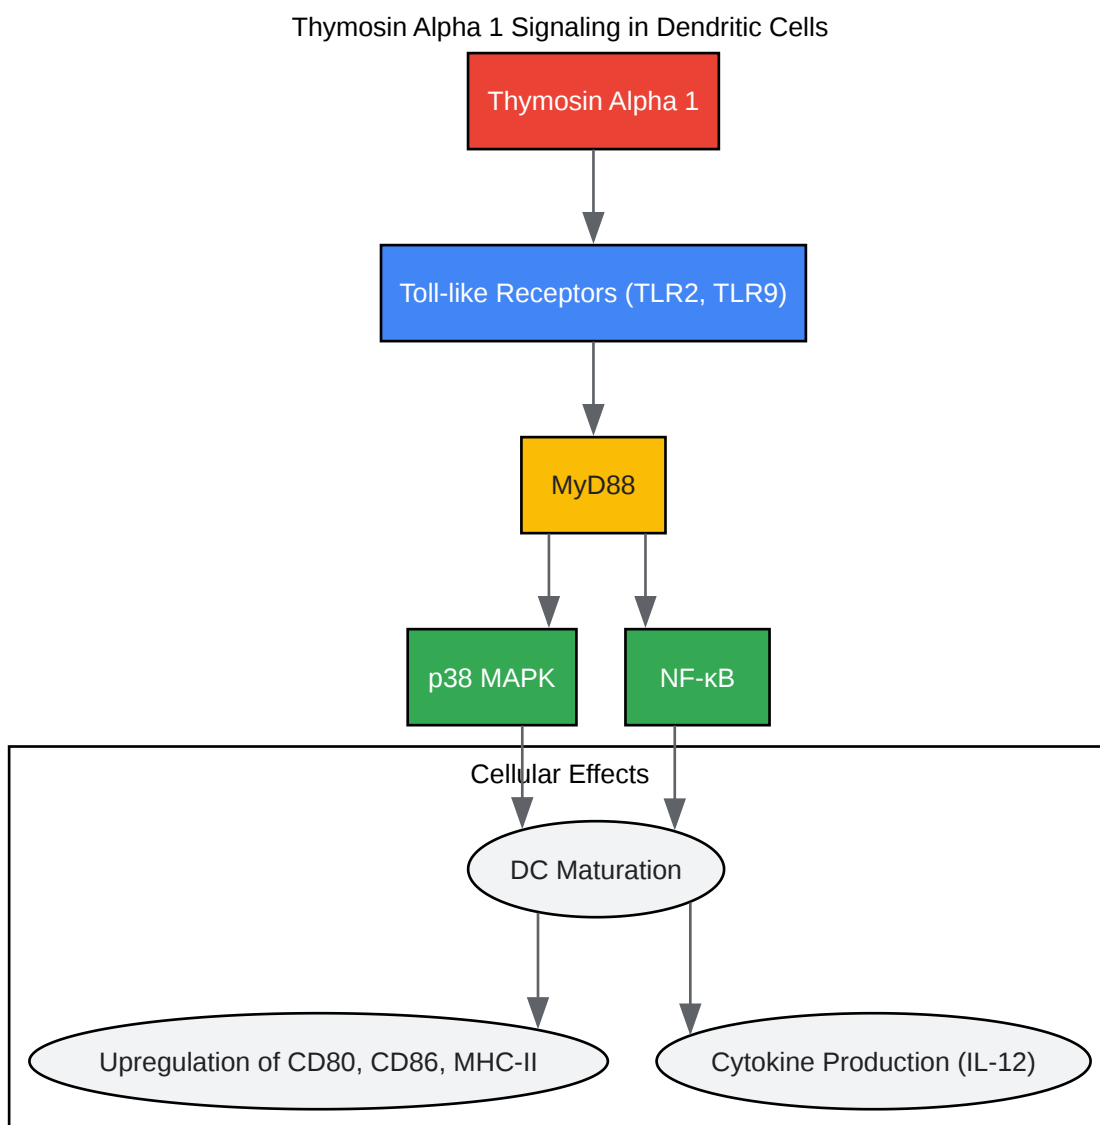 Thymosin Alpha 1 Signaling in Dendritic Cells
Thymosin Alpha 1
Toll-like Receptors (TLR2, TLR9)
MyD88
p38 MAPK
NF-κB
Cellular Effects
DC Maturation
Upregulation of CD80, CD86, MHC-II
Cytokine Production (IL-12)